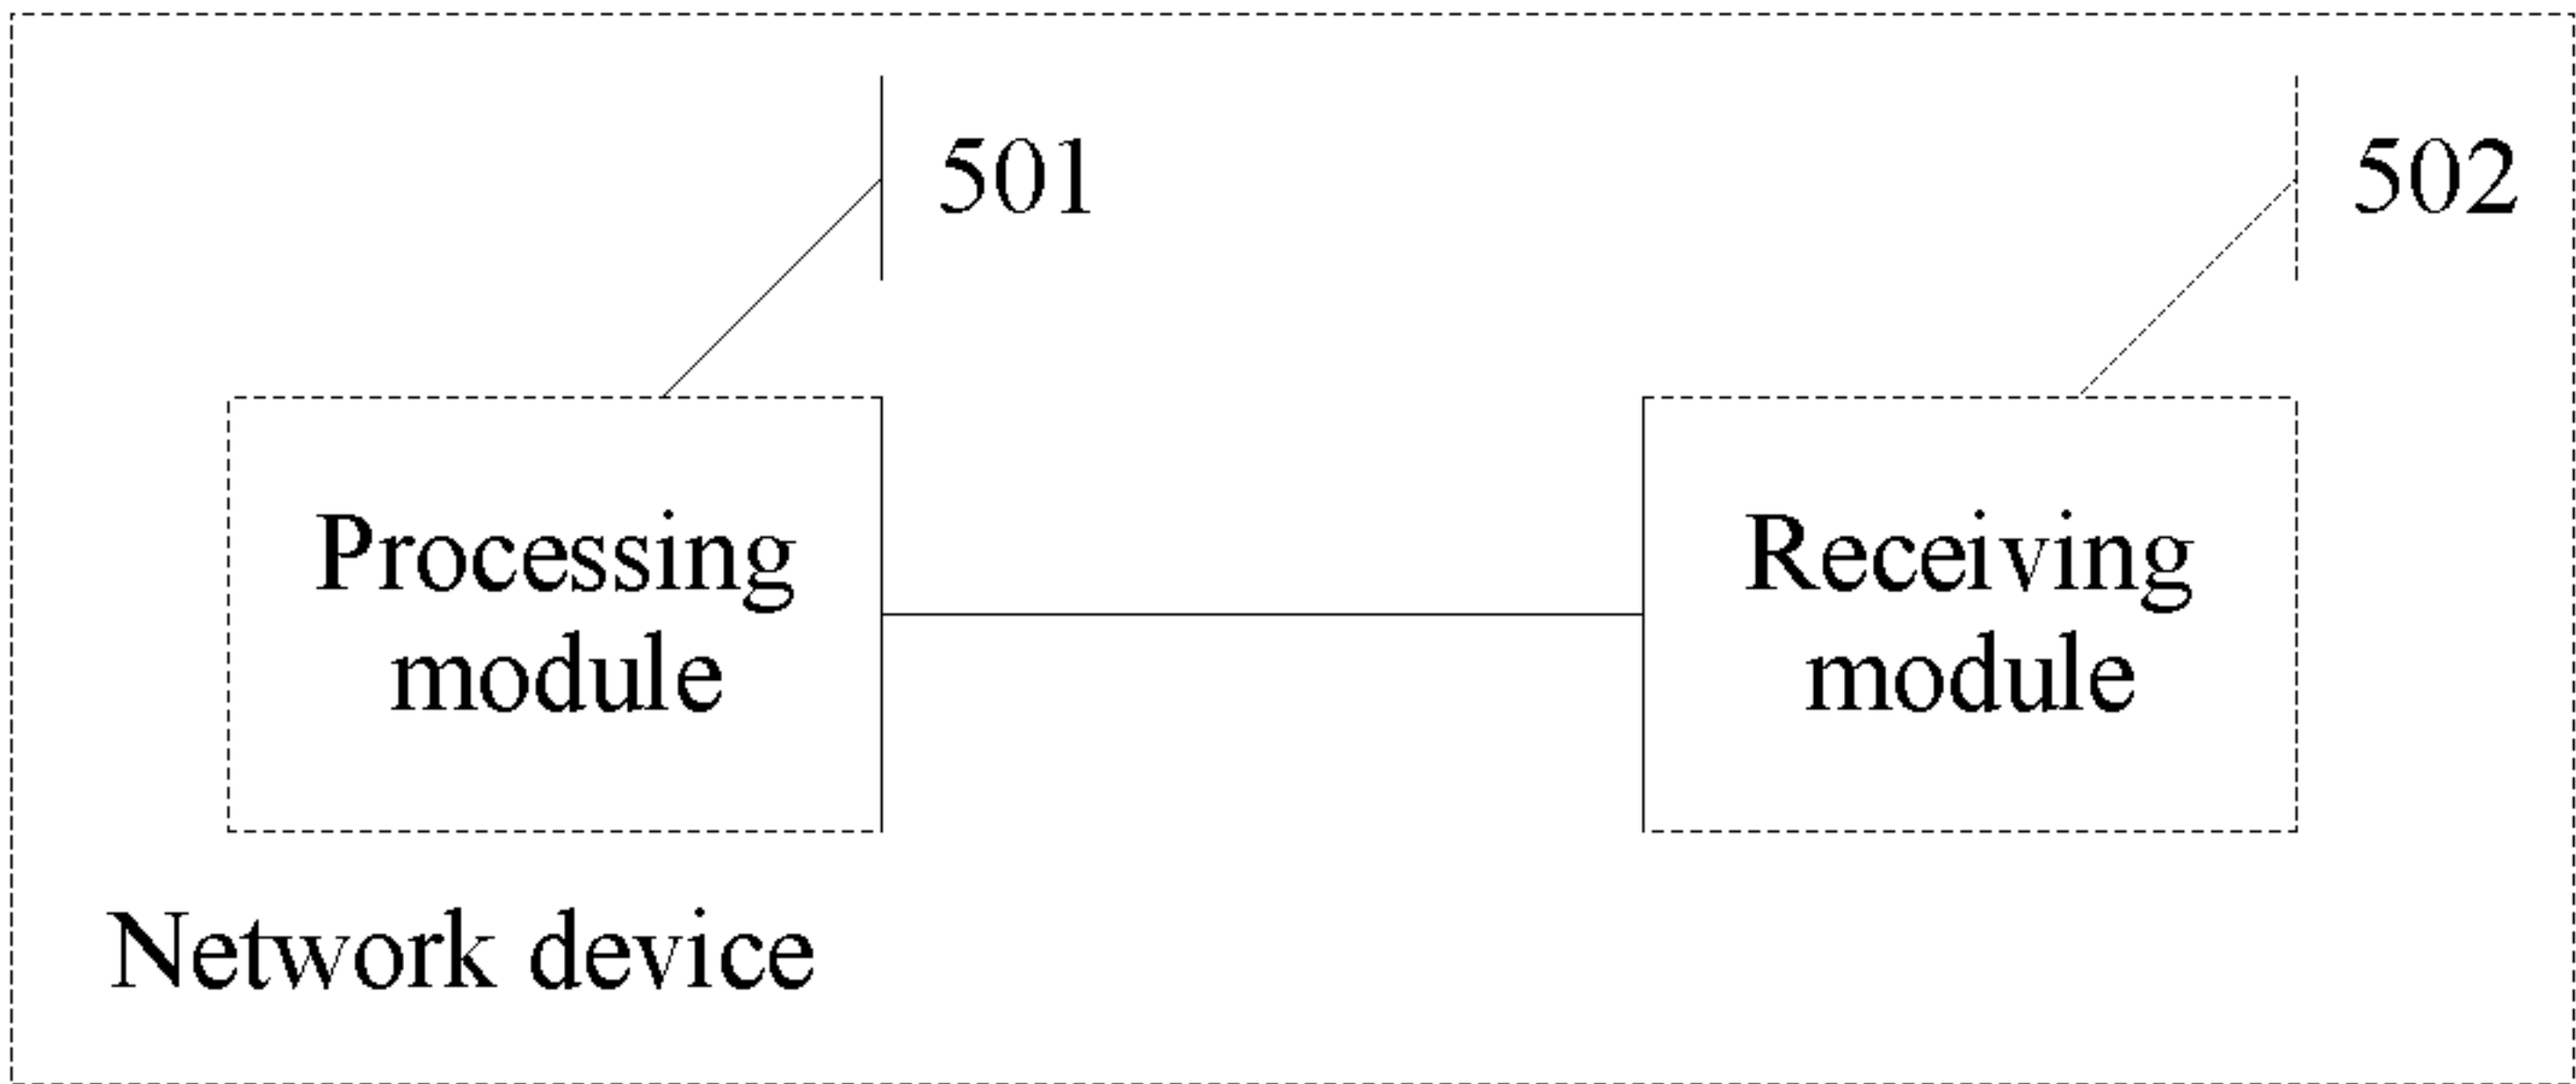 501
502
Processing
module
Receiving
module
Network device